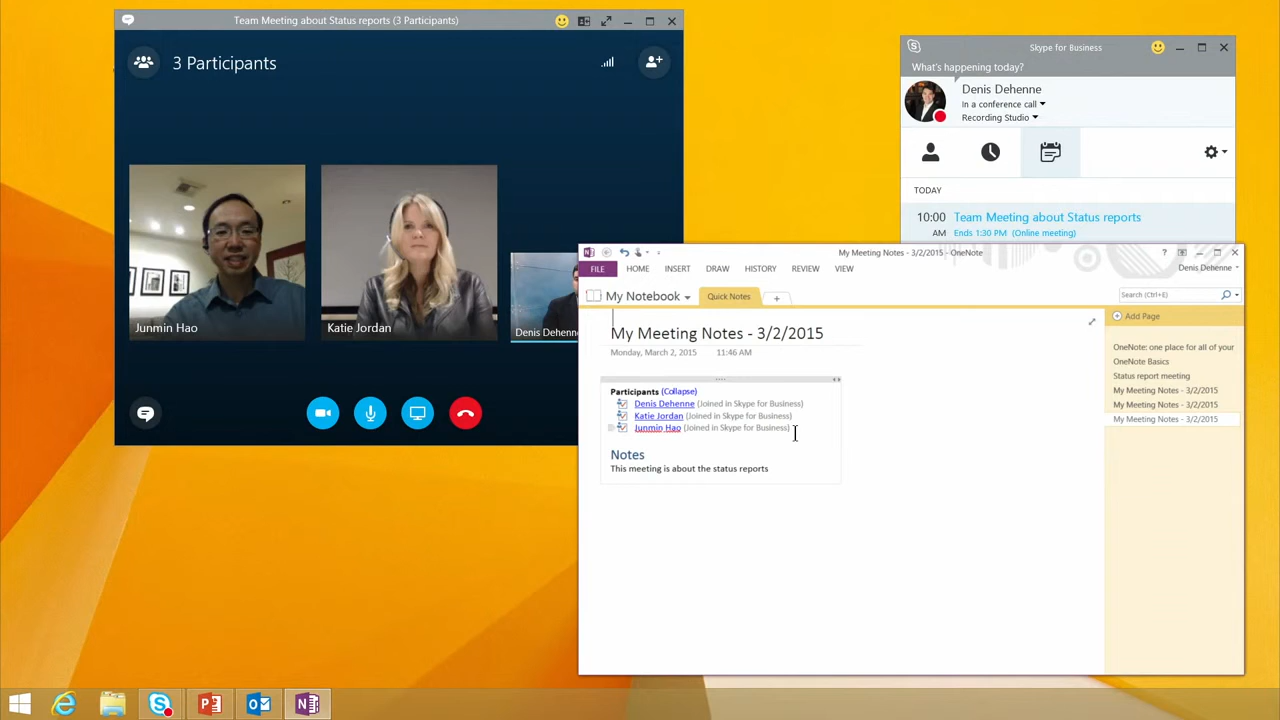 Team Meeting about Status reports (3 Participants)
3 Participants
Junmin Hao
Katie Jordan
Denis Dehenne
Skype for Business
What's happening today?
Denis Dehenne
In a conference call
Recording Studio
TODAY
10:00 AM
Team Meeting about Status reports
Ends 1:30 PM (Online meeting)
My Meeting Notes - 3/2/2015 - OneNote
FILE HOME INSERT DRAW HISTORY REVIEW VIEW
Denis Dehenne
My Notebook
Quick Notes
Search (Ctrl+E)
My Meeting Notes - 3/2/2015
Monday, March 2, 2015 11:46 AM
Participants (Collapse)
Denis Dehenne (Joined in Skype for Business)
Katie Jordan (Joined in Skype for Business)
Junmin Hao (Joined in Skype for Business)
Notes
This meeting is about the status reports
Add Page
OneNote: one place for all of your
OneNote Basics
Status report meeting
My Meeting Notes - 3/2/2015
My Meeting Notes - 3/2/2015
My Meeting Notes - 3/2/2015